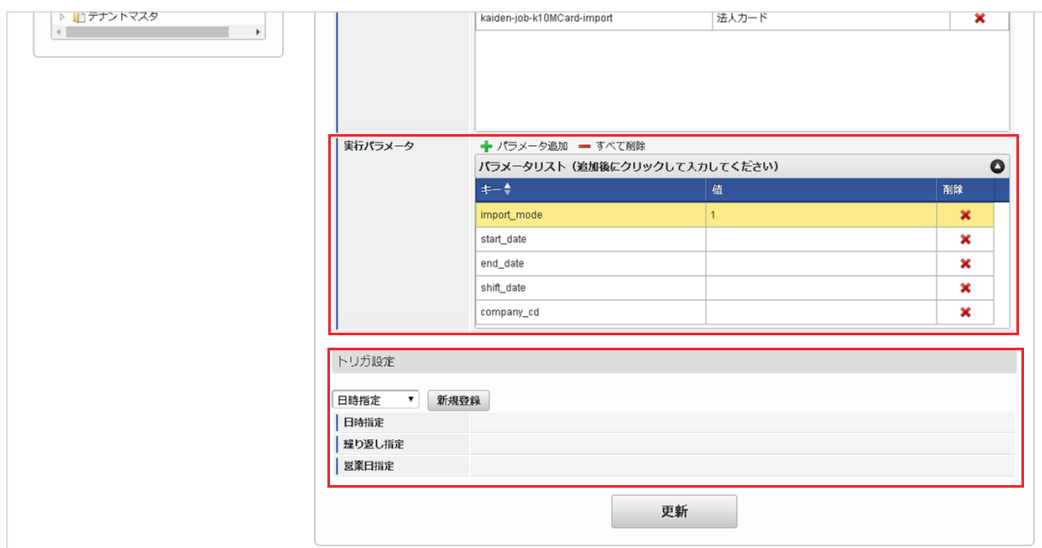 テナントマスタ
kaiden-job-k10MCard-import 法人カード
実行パラメータ パラメータ追加 すべて削除
パラメータリスト（追加後にクリックして入力してください）
キー 値 削除
import_mode 1
start_date
end_date
shift_date
company_cd
トリガ設定
日時指定 新規登録
日時指定
繰り返し指定
営業日指定
更新